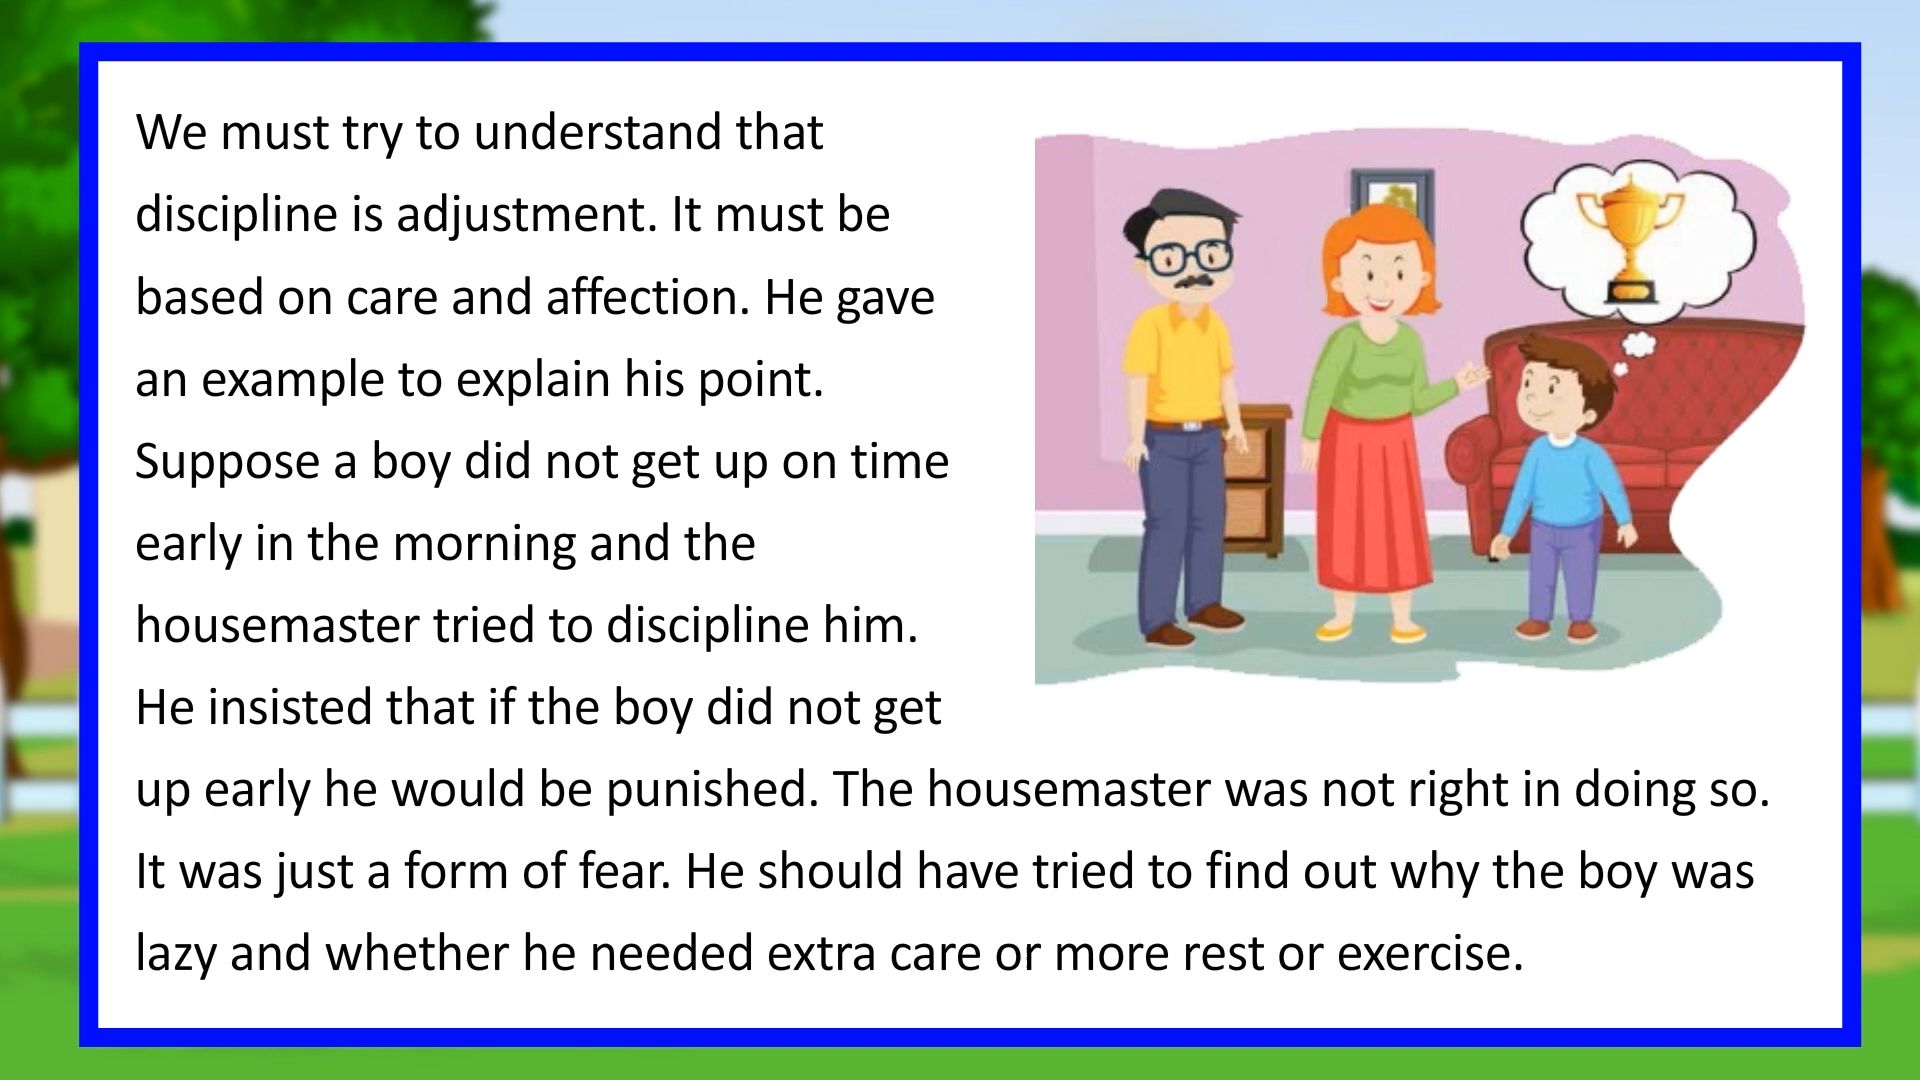 We must try to understand that
discipline is adjustment. It must be
based on care and affection. He gave
an example to explain his point.
Suppose a boy did not get up on time
early in the morning and the
housemaster tried to discipline him.
He insisted that if the boy did not get
up early he would be punished. The housemaster was not right in doing so.
It was just a form of fear. He should have tried to find out why the boy was
lazy and whether he needed extra care or more rest or exercise.